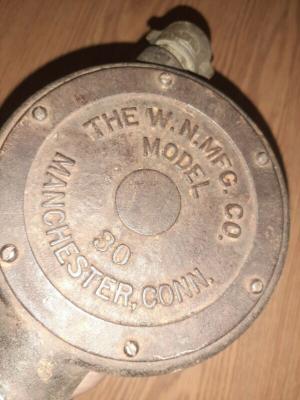 THE W.N.MFG. CO.
MODEL
30
MANCHESTER, CONN.